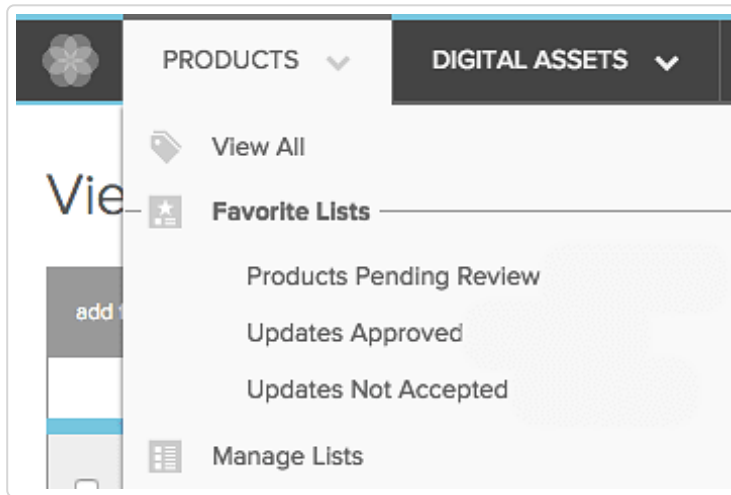 PRODUCTS DIGITAL ASSETS
View All
Vie
Favorite Lists
Products Pending Review
add
Updates Approved
Updates Not Accepted
Manage Lists